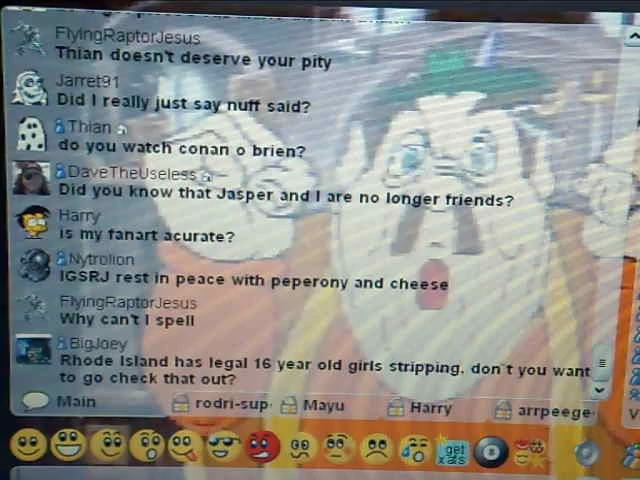 FlyingRaptorJesus
Thian doesn't deserve your pity
Jarret91
Did I really just say nuff said?
Thian
do you watch conan o brien?
DaveTheUseless
Did you know that Jasper and I are no longer friends?
Harry
is my fanart acurate?
Nytrolion
IGSRJ rest in peace with peperony and cheese
FlyingRaptorJesus
Why can't I spell
BigJoey
Rhode Island has legal 16 year old girls stripping, don't you want
to go check that out?
Main rodri-sup- Mayu Harry arrpeege-
get
xats